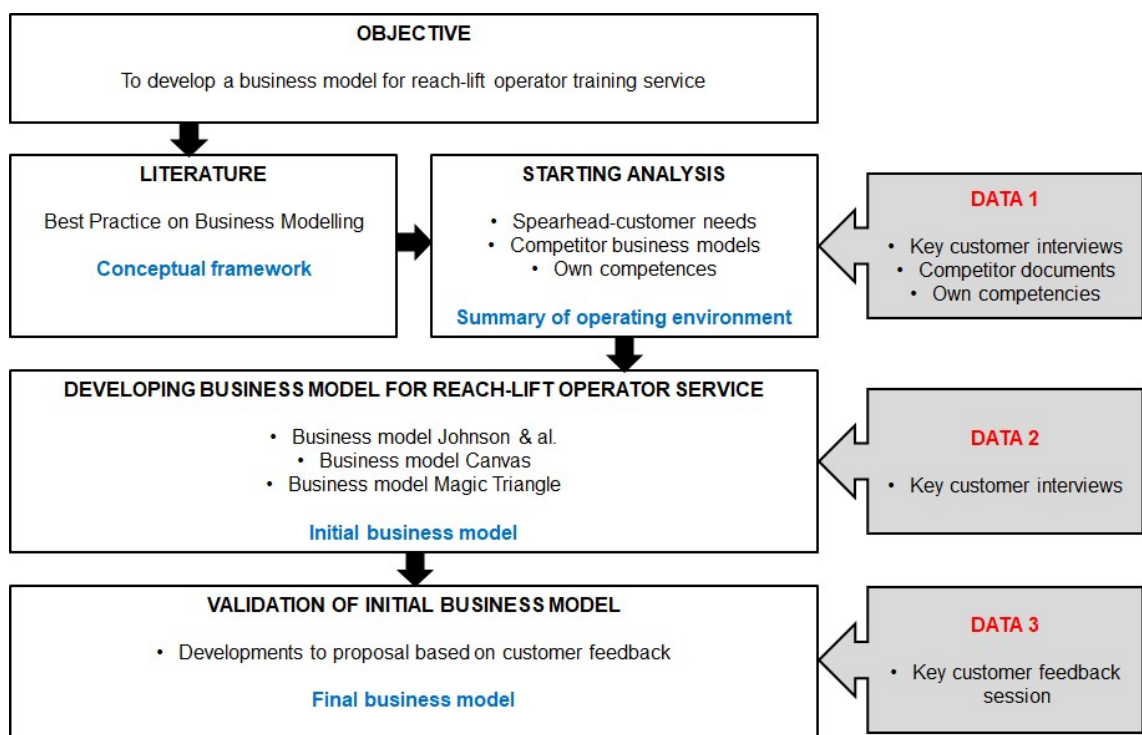 OBJECTIVE
To develop a business model for reach-lift operator training service
LITERATURE
Best Practice on Business Modelling
Conceptual framework
STARTING ANALYSIS
• Spearhead-customer needs
• Competitor business models
• Own competences
Summary of operating environment
DATA 1
• Key customer interviews
• Competitor documents
• Own competencies
DEVELOPING BUSINESS MODEL FOR REACH-LIFT OPERATOR SERVICE
• Business model Johnson & al.
• Business model Canvas
• Business model Magic Triangle
Initial business model
DATA 2
• Key customer interviews
VALIDATION OF INITIAL BUSINESS MODEL
• Developments to proposal based on customer feedback
Final business model
DATA 3
• Key customer feedback
session